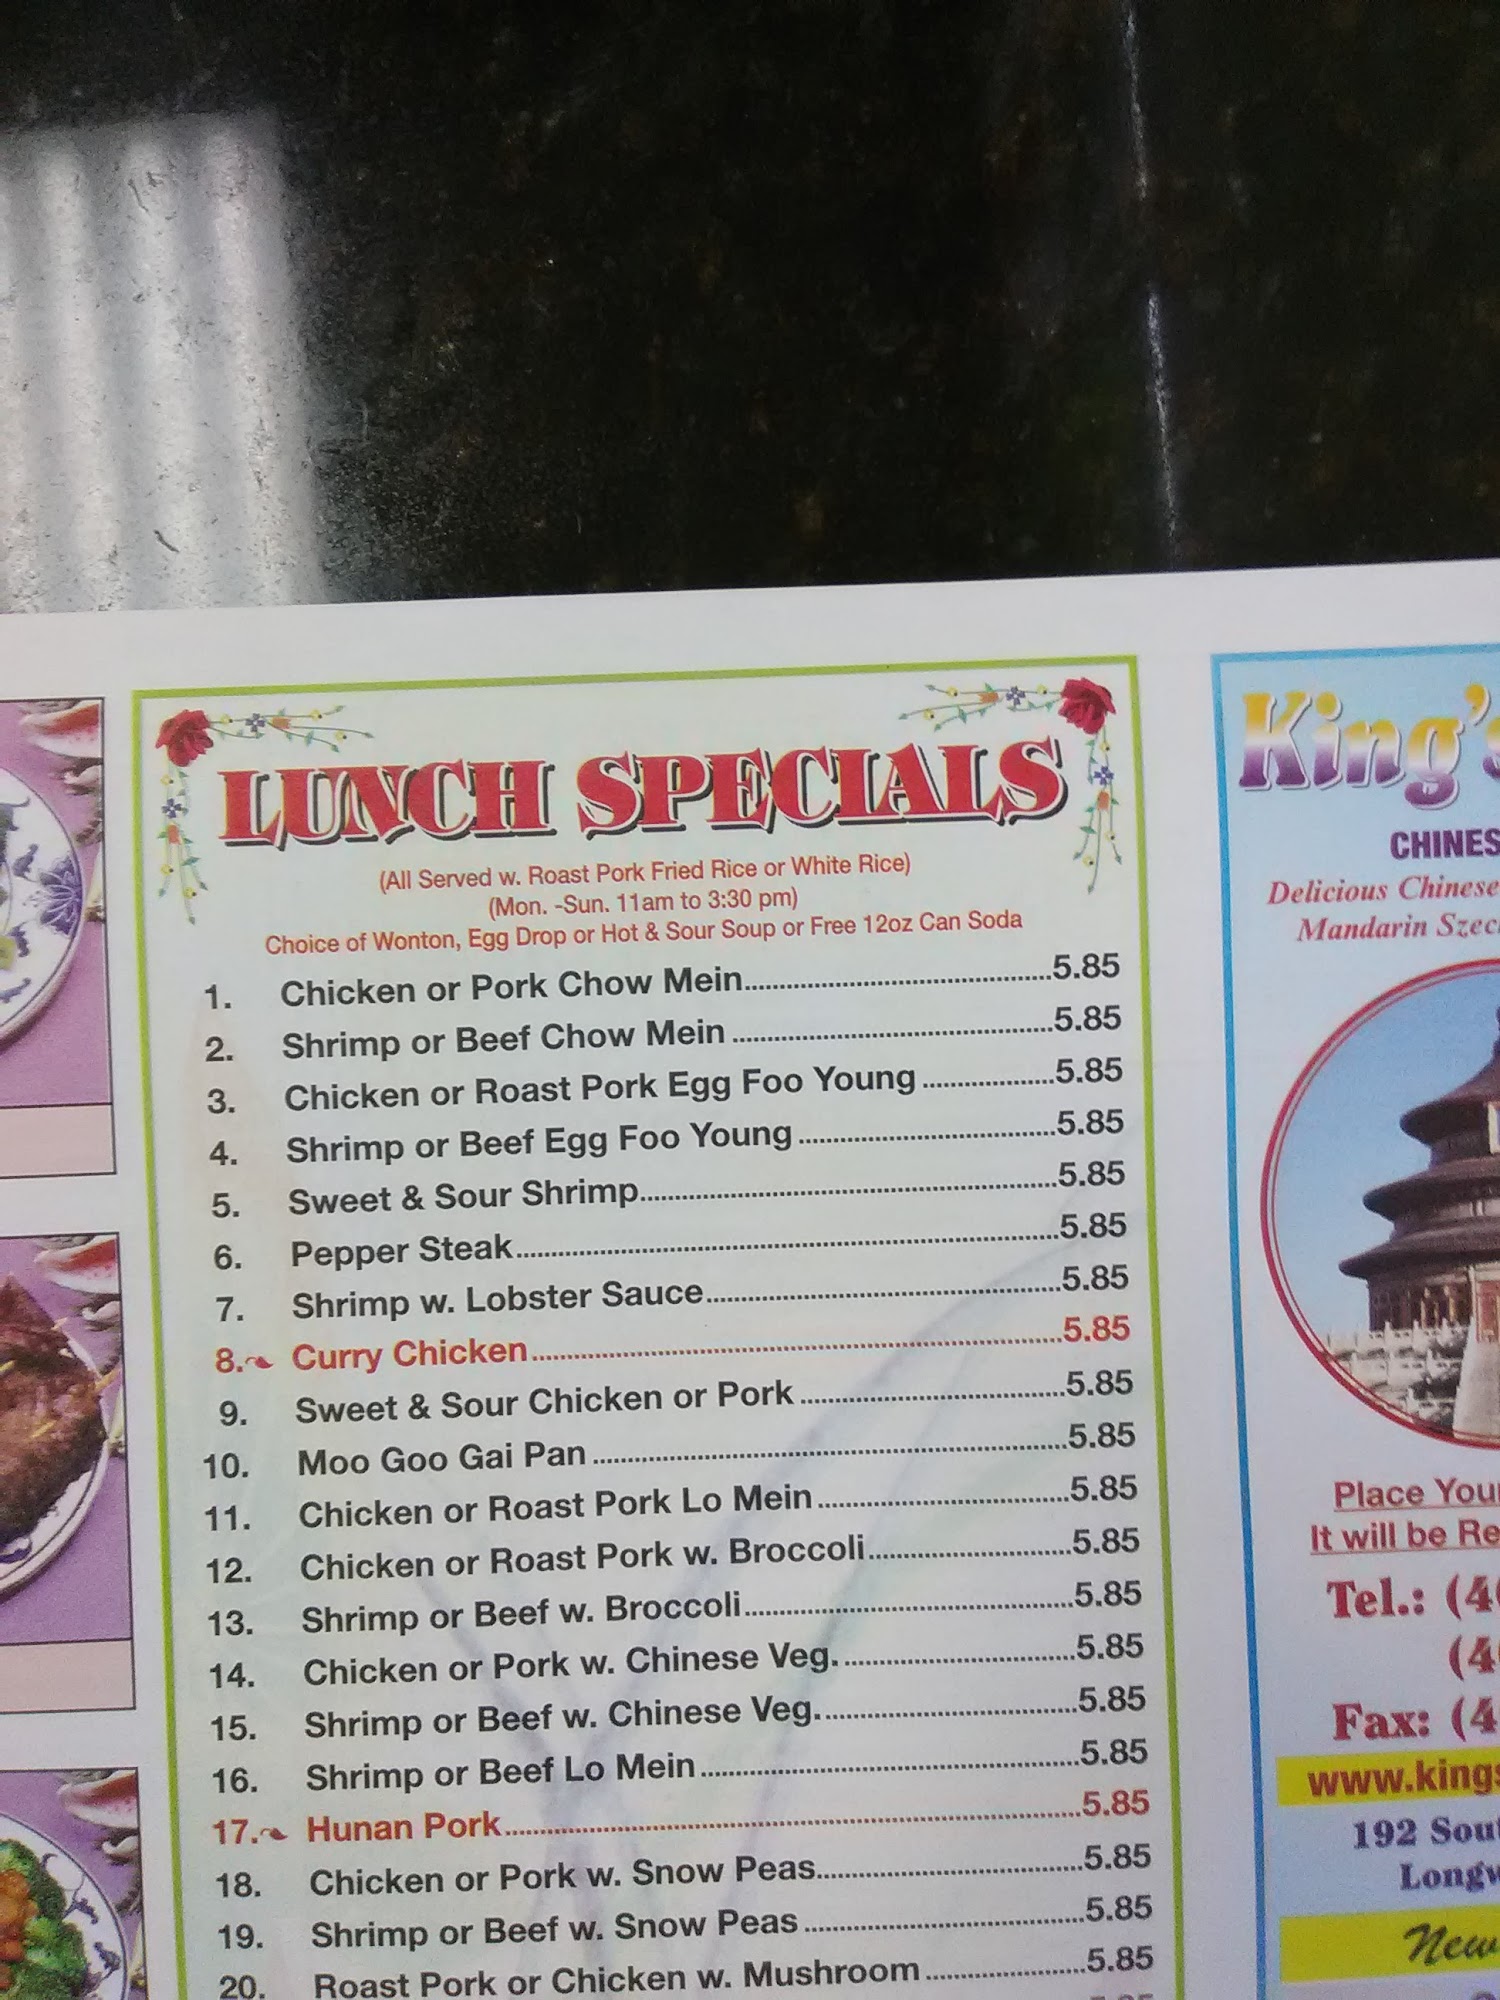 LUNCH SPECIALS
(All Served w. Roast Pork Fried Rice or White Rice)
(Mon. -Sun. 11am to 3:30 pm)
Choice of Wonton, Egg Drop or Hot & Sour Soup or Free 12oz Can Soda
1. Chicken or Pork Chow Mein 5.85
2. Shrimp or Beef Chow Mein 5.85
3. Chicken or Roast Pork Egg Foo Young 5.85
4. Shrimp or Beef Egg Foo Young 5.85
5. Sweet & Sour Shrimp 5.85
6. Pepper Steak 5.85
7. Shrimp w. Lobster Sauce 5.85
8. Curry Chicken 5.85
9. Sweet & Sour Chicken or Pork 5.85
10. Moo Goo Gai Pan 5.85
11. Chicken or Roast Pork Lo Mein 5.85
12. Chicken or Roast Pork w. Broccoli 5.85
13. Shrimp or Beef w. Broccoli 5.85
14. Chicken or Pork w. Chinese Veg. 5.85
15. Shrimp or Beef w. Chinese Veg. 5.85
16. Shrimp or Beef Lo Mein 5.85
17. Hunan Pork 5.85
18. Chicken or Pork w. Snow Peas 5.85
19. Shrimp or Beef w. Snow Peas 5.85
20. Roast Pork or Chicken w. Mushroom 5.85
King's
CHINES
Delicious Chinese
Mandarin Szec
Place You
It will be Re
Tel.: (4
(4
Fax: (4
www.kings
192 Sou
Longw
New